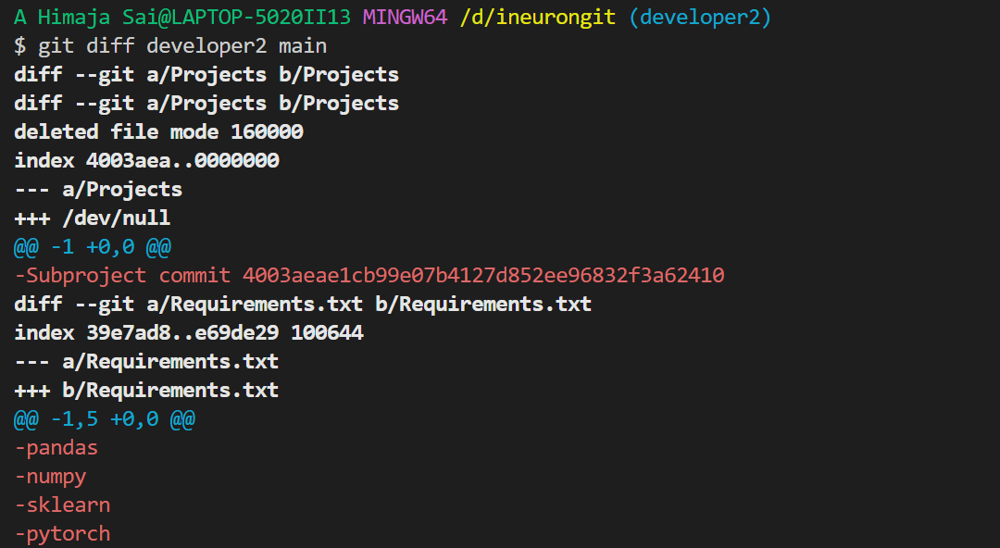 A Himaja Sai@LAPTOP-5020II13 MINGW64 /d/ineurongit (developer2)
$ git diff developer2 main
diff --git a/Projects b/Projects
diff --git a/Projects b/Projects
deleted file mode 160000
index 4003aea..0000000
--- a/Projects
+++ /dev/null
@@ -1 +0,0 @@
-Subproject commit 4003aeae1cb99e07b4127d852ee96832f3a62410
diff --git a/Requirements.txt b/Requirements.txt
index 39e7ad8..e69de29 100644
--- a/Requirements.txt
+++ b/Requirements.txt
@@ -1,5 +0,0 @@
-pandas
-numpy
-sklearn
-pytorch